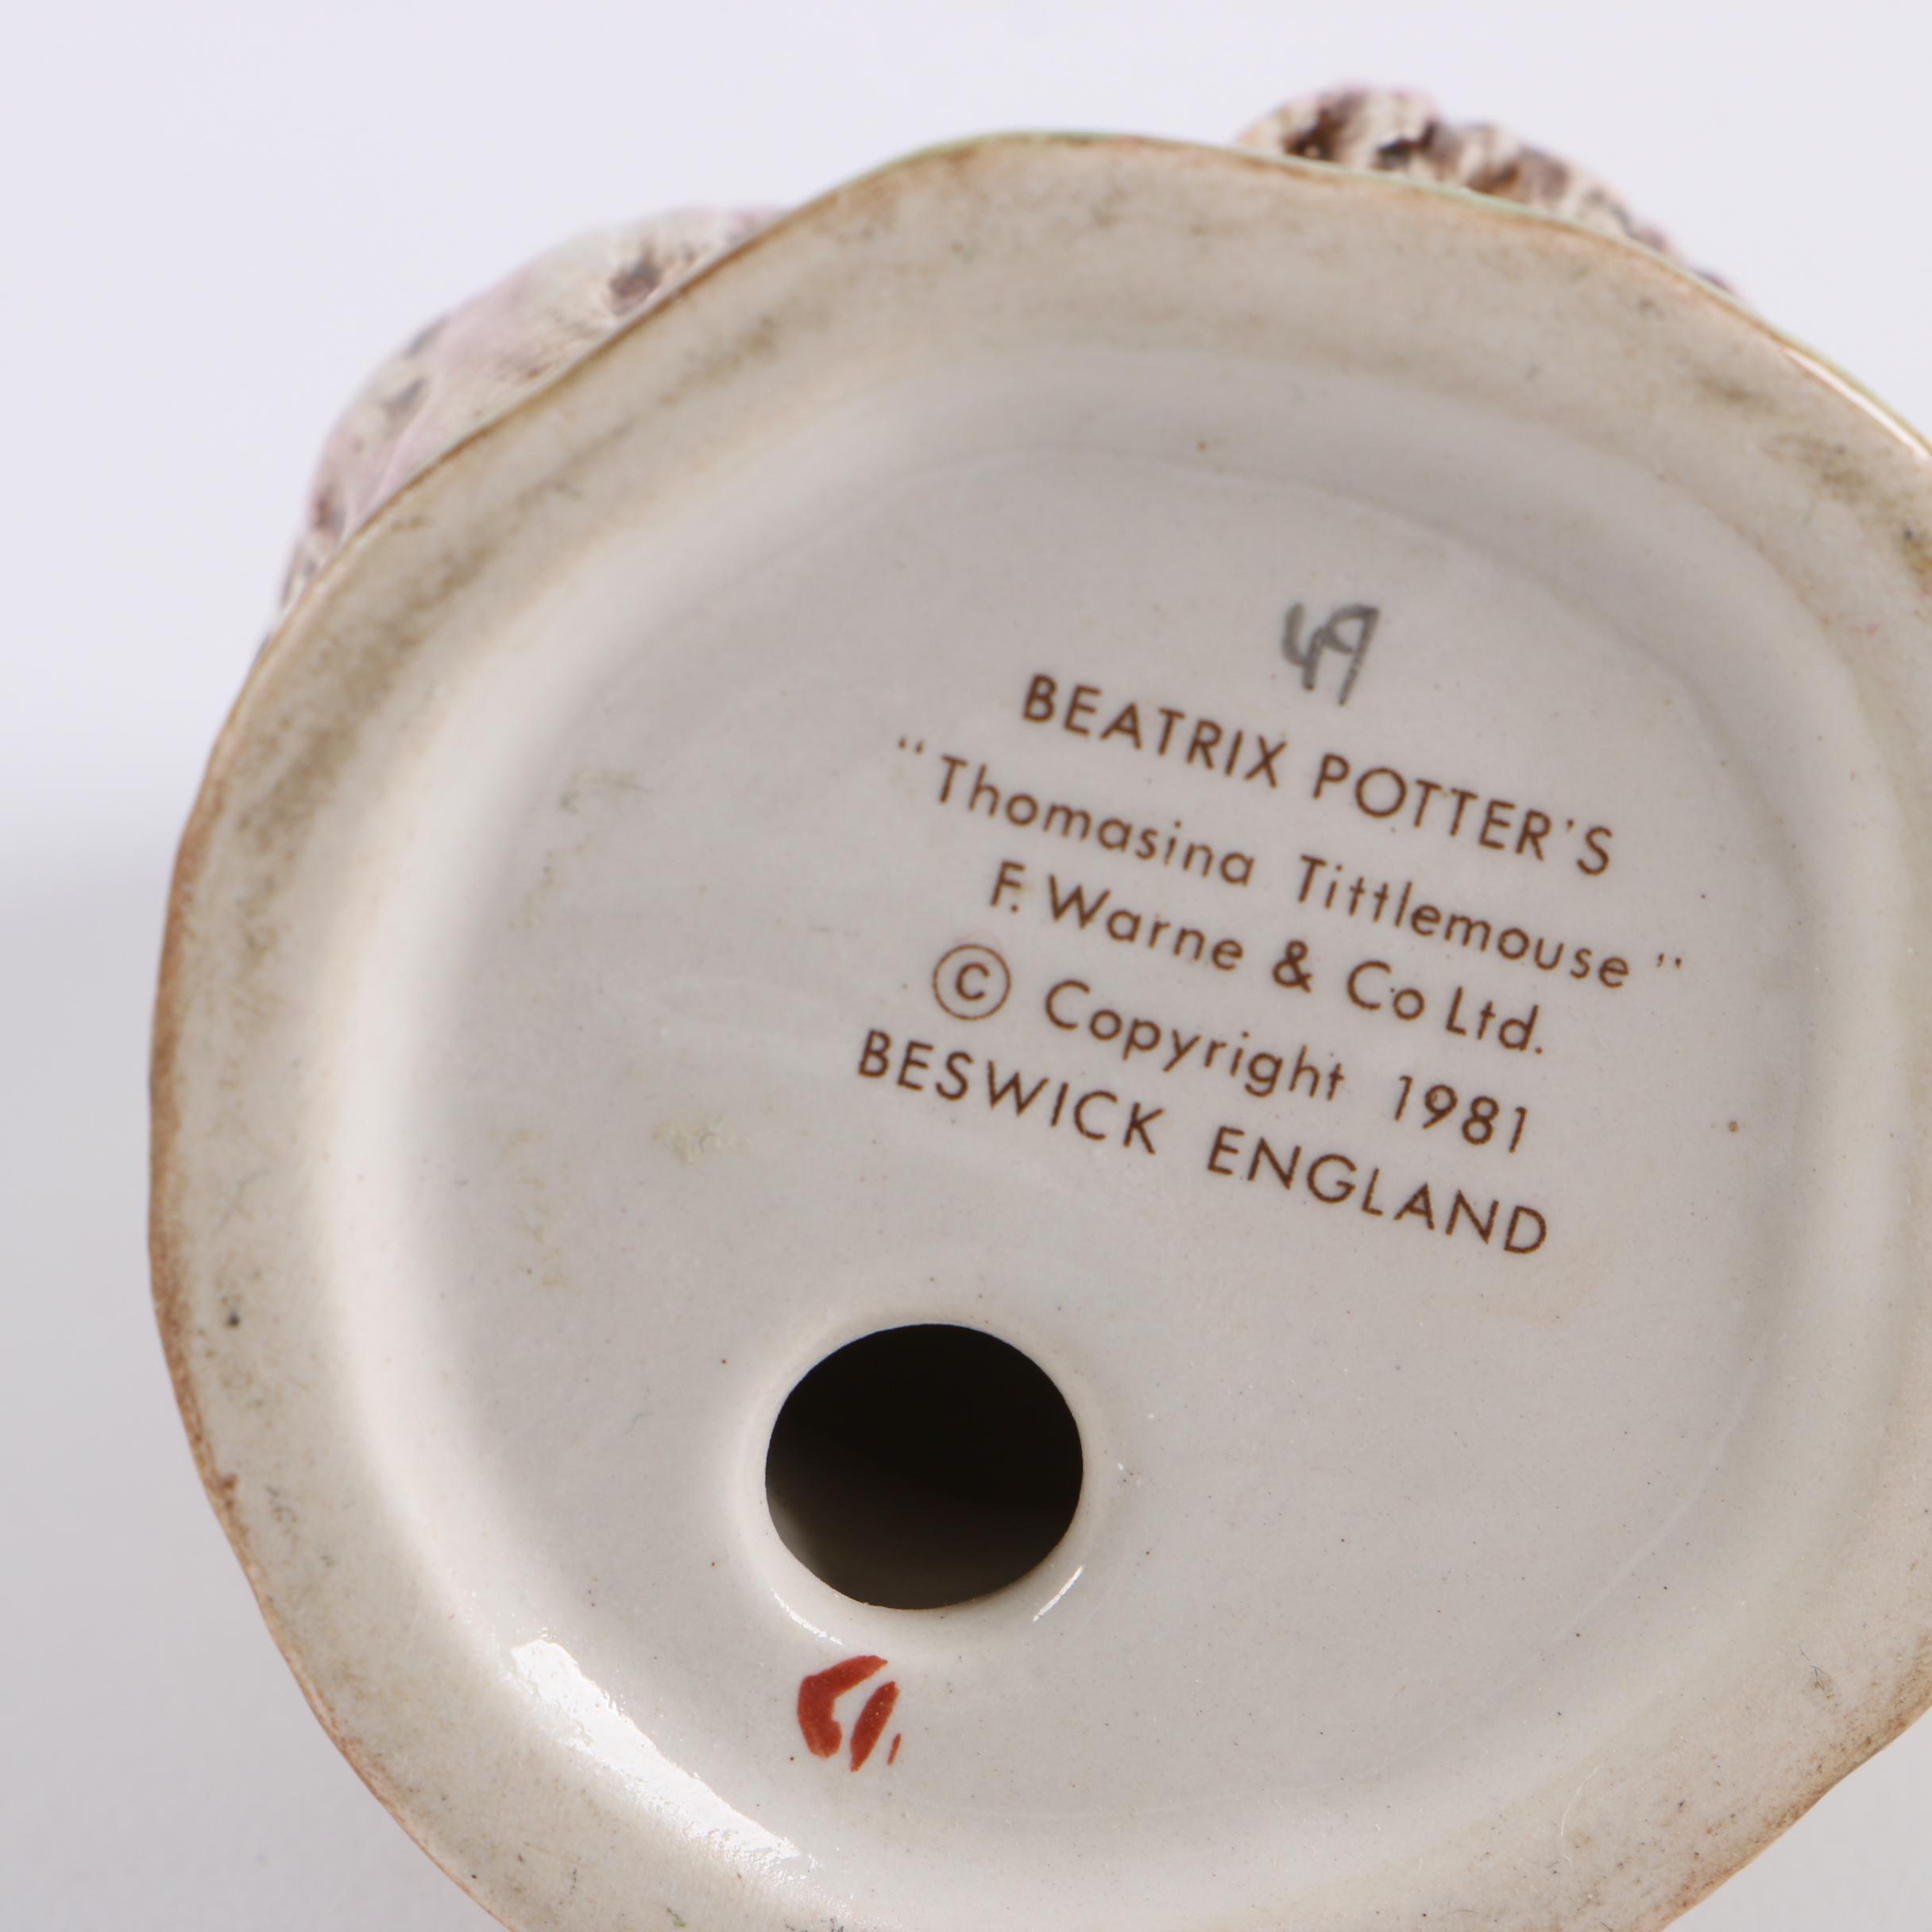 49
BEATRIX POTTER'S
"Thomasina Tittlemouse"
F. Warne & Co Ltd.
© Copyright 1981
BESWICK ENGLAND